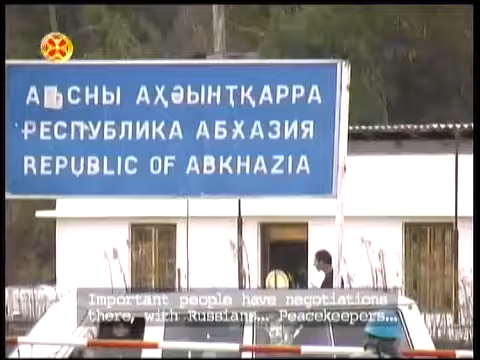 АҦСНЫ АҲӘЫНҬҚАРРА
РЕСПУБЛИКА АБХАЗИЯ
REPUBLIC OF ABKHAZIA
Important people have negotiations
there, with Russians... Peacekeepers...